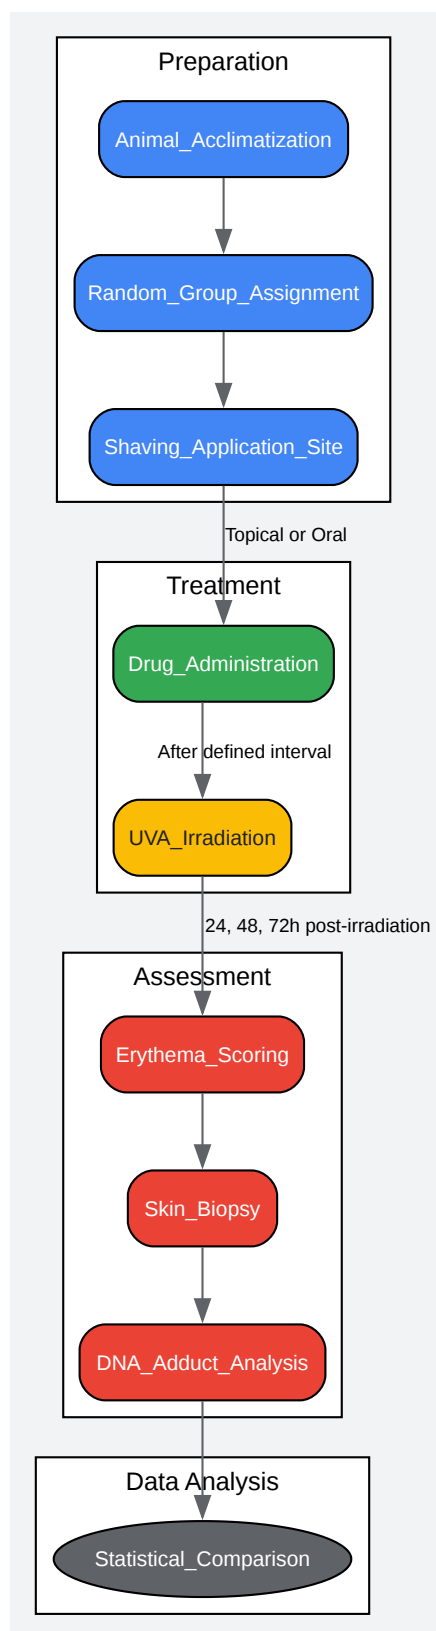 Preparation
Animal_Acclimatization
Random_Group_Assignment
Shaving_Application_Site
Topical or Oral
Treatment
Drug_Administration
After defined interval
UVA_Irradiation
24, 48, 72h post-irradiation
Assessment
Erythema_Scoring
Skin_Biopsy
DNA_Adduct_Analysis
Data Analysis
Statistical_Comparison